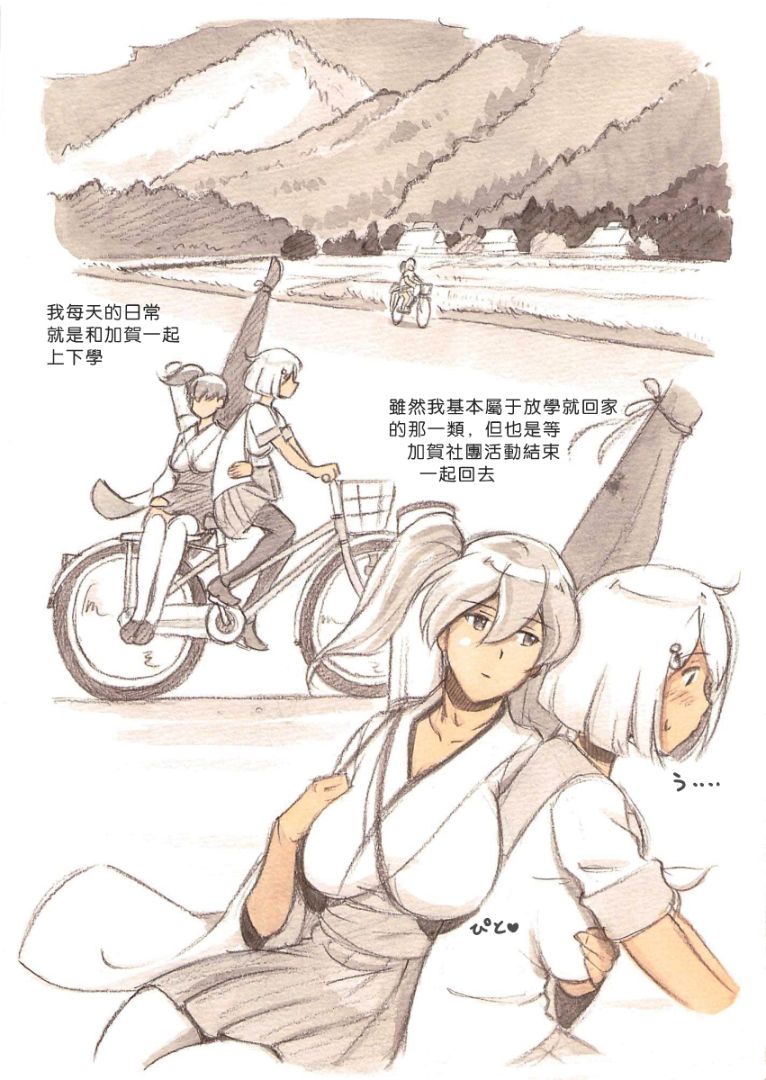 我每天的日常
就是和加賀一起
上下學
雖然我基本屬于放學就回家
的那一類，但也是等
加賀社團活動結束
一起回去
う‥‥
ぴと♥